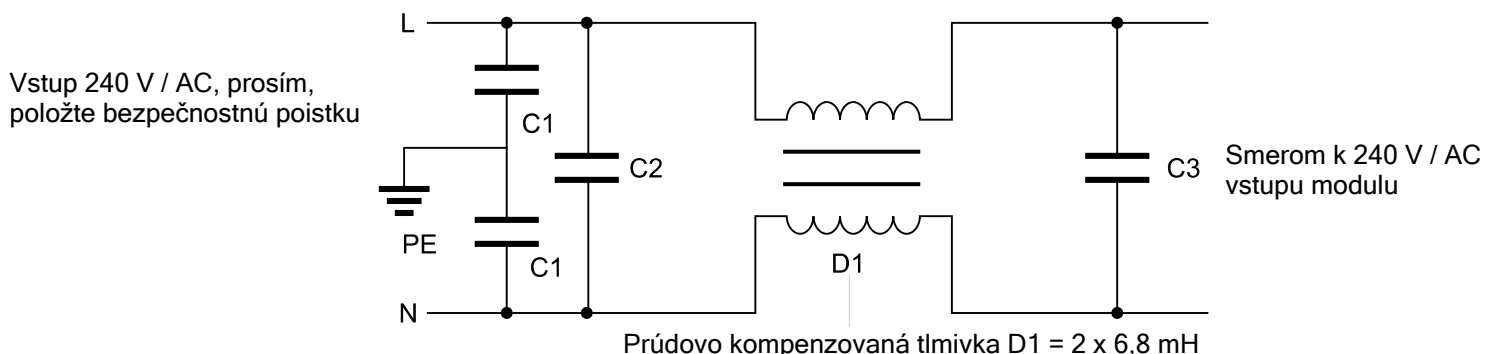 L
Vstup 240 V / AC, prosím,
položte bezpečnostnú poistku
C1
C2
C3
Smerom k 240 V / AC
vstupu modulu
PE
C1
D1
N
Prúdovo kompenzovaná tlmivka D1 = 2 x 6,8 mH